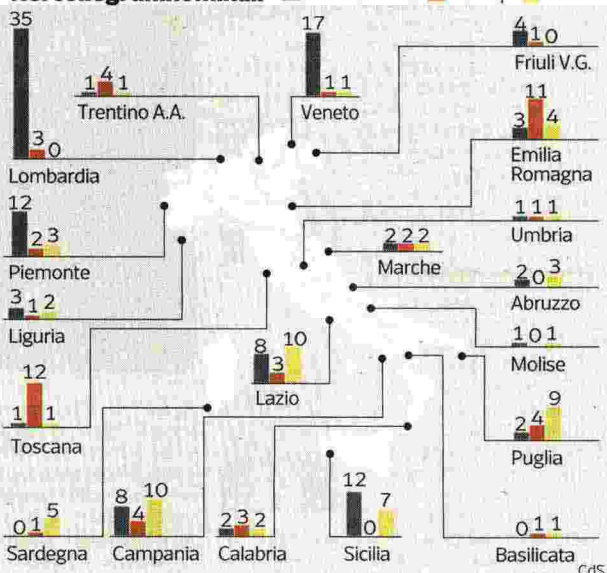 35 3 0
Lombardia
1 4 1
Trentino A.A.
17 1 1
Veneto
4 1 0
Friuli V.G.
3 11 4
Emilia
Romagna
12 2 3
Piemonte
1 1 1
Umbria
2 2 2
Marche
3 1 2
Liguria
2 0 3
Abruzzo
1 0 1
Molise
8 3 10
Lazio
1 12 1
Toscana
2 4 9
Puglia
0 1 5
Sardegna
8 4 10
Campania
2 3 2
Calabria
12 0 7
Sicilia
0 1 1
Basilicata
CdS